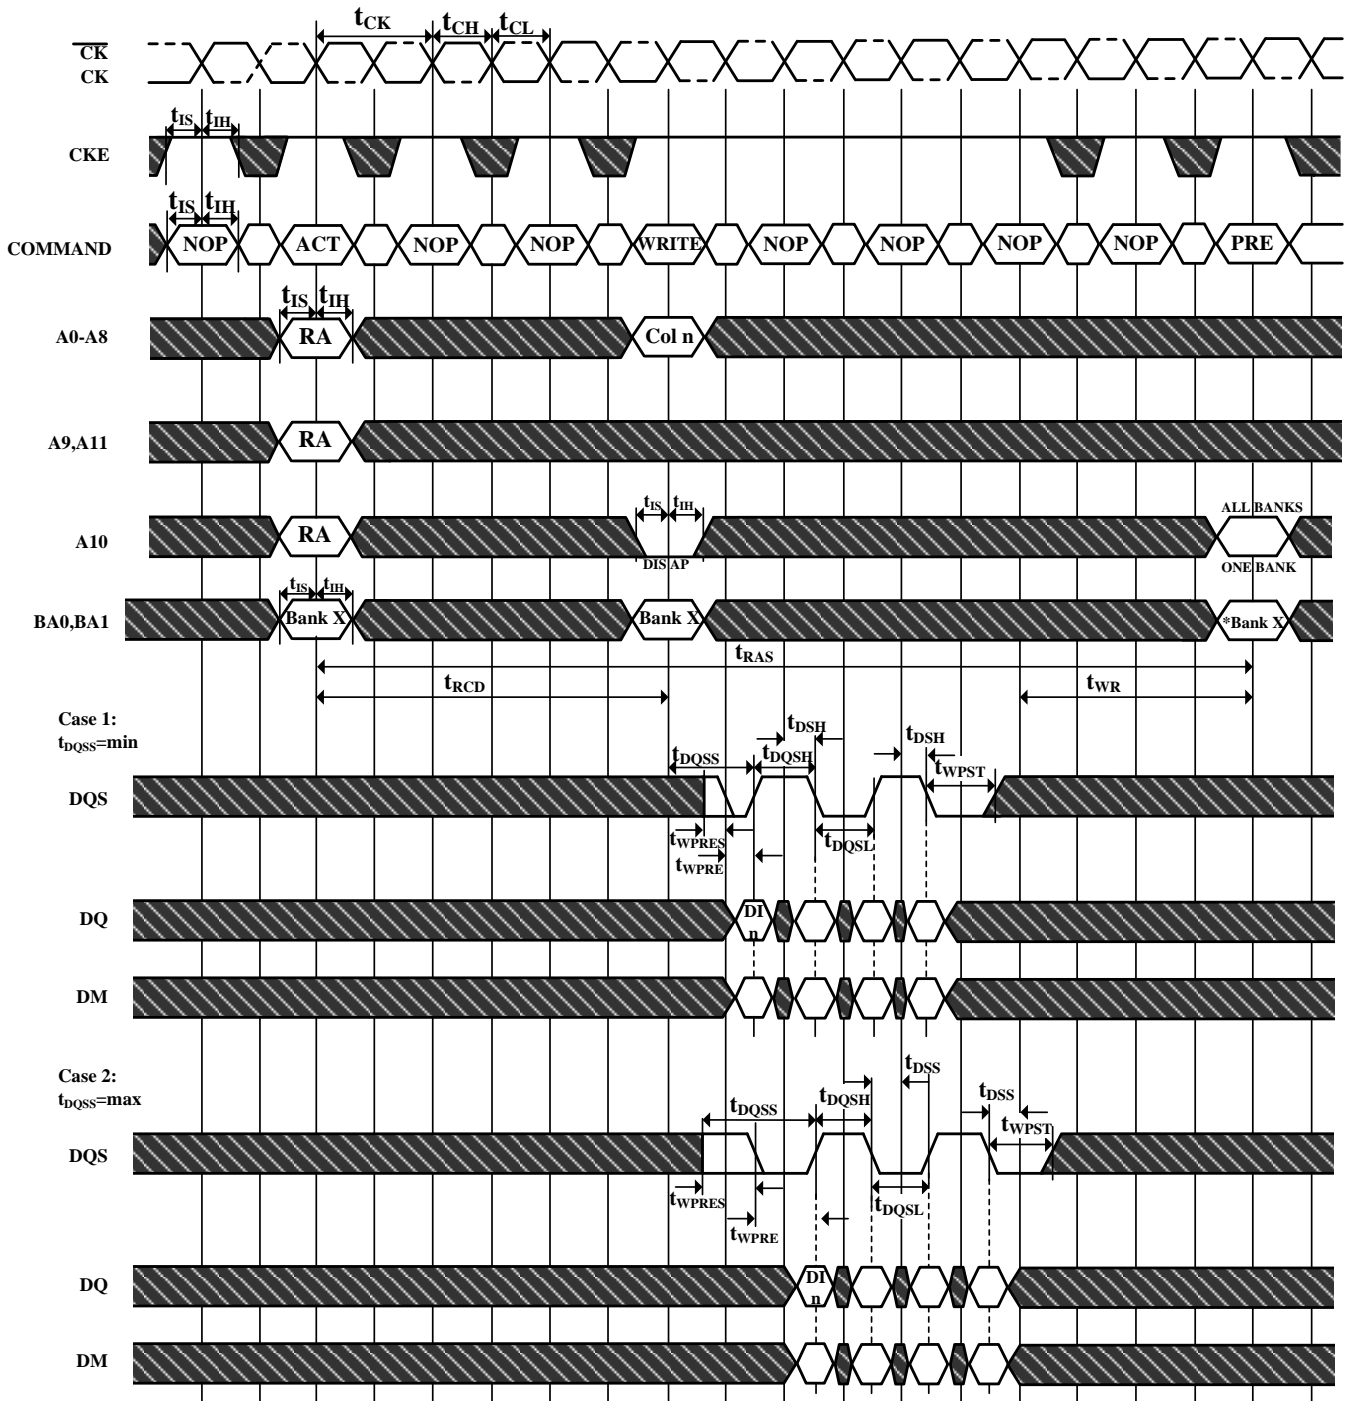 tCK tCH tCL
CK
CK
tIS tIH
CKE
tIS tIH
COMMAND NOP ACT NOP NOP WRITE NOP NOP NOP NOP PRE
tIS tIH
A0-A8 RA Col n
A9,A11 RA
tIS tIH ALL BANKS
A10 RA
DIS AP ONE BANK
tIS tIH
BA0,BA1 Bank X Bank X *Bank X
tRAS
tRCD tWR
Case 1:
tDQSS=min
tDSH tDSH
tDQSS tDQSH tWPST
DQS
tWPRES tDQSL
tWPRE
DQ DI
n
DM
Case 2:
tDQSS=max
tDSS tDSS
tDQSS tDQSH tWPST
DQS
tWPRES tDQSL
tWPRE
DQ DI
n
DM